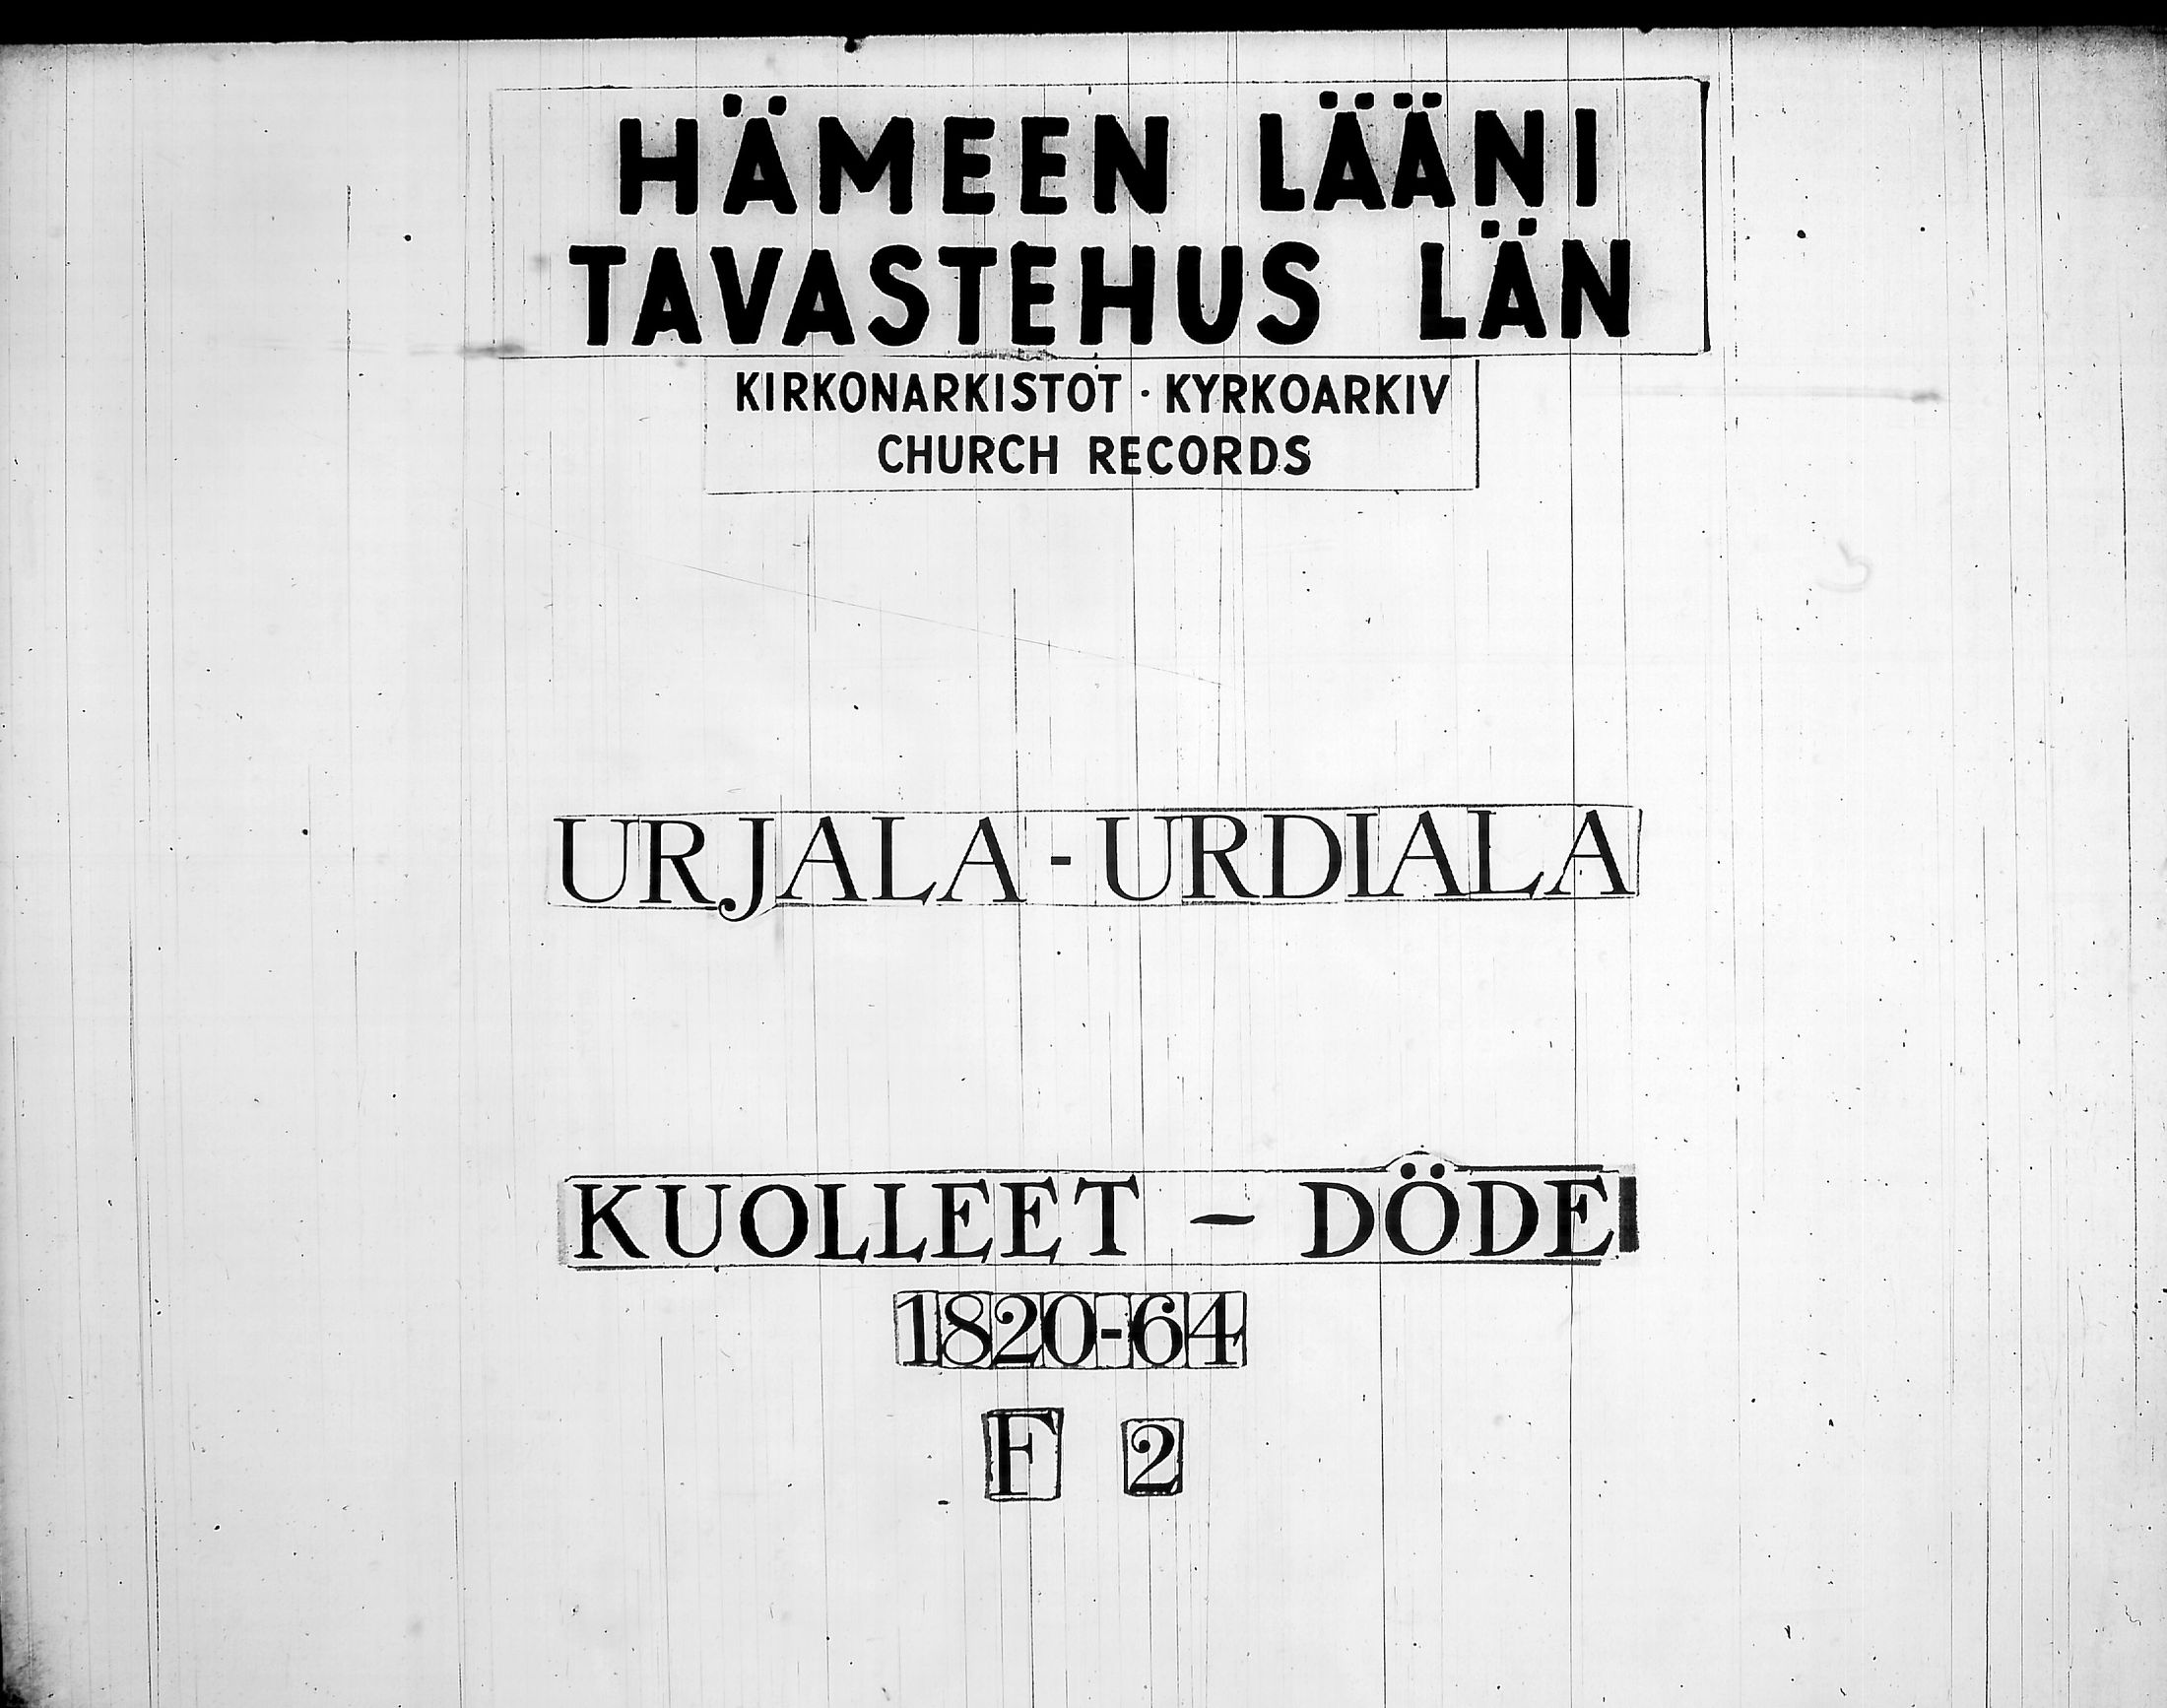 HÄMEEN LÄÄNI
TAVASTEHUS LÄN
KIRKONARKISTOT · KYRKOARKIV
CHURCH RECORDS
URJALA-URDIALA
KUOLLEET – DÖDE
1820-64
F 2